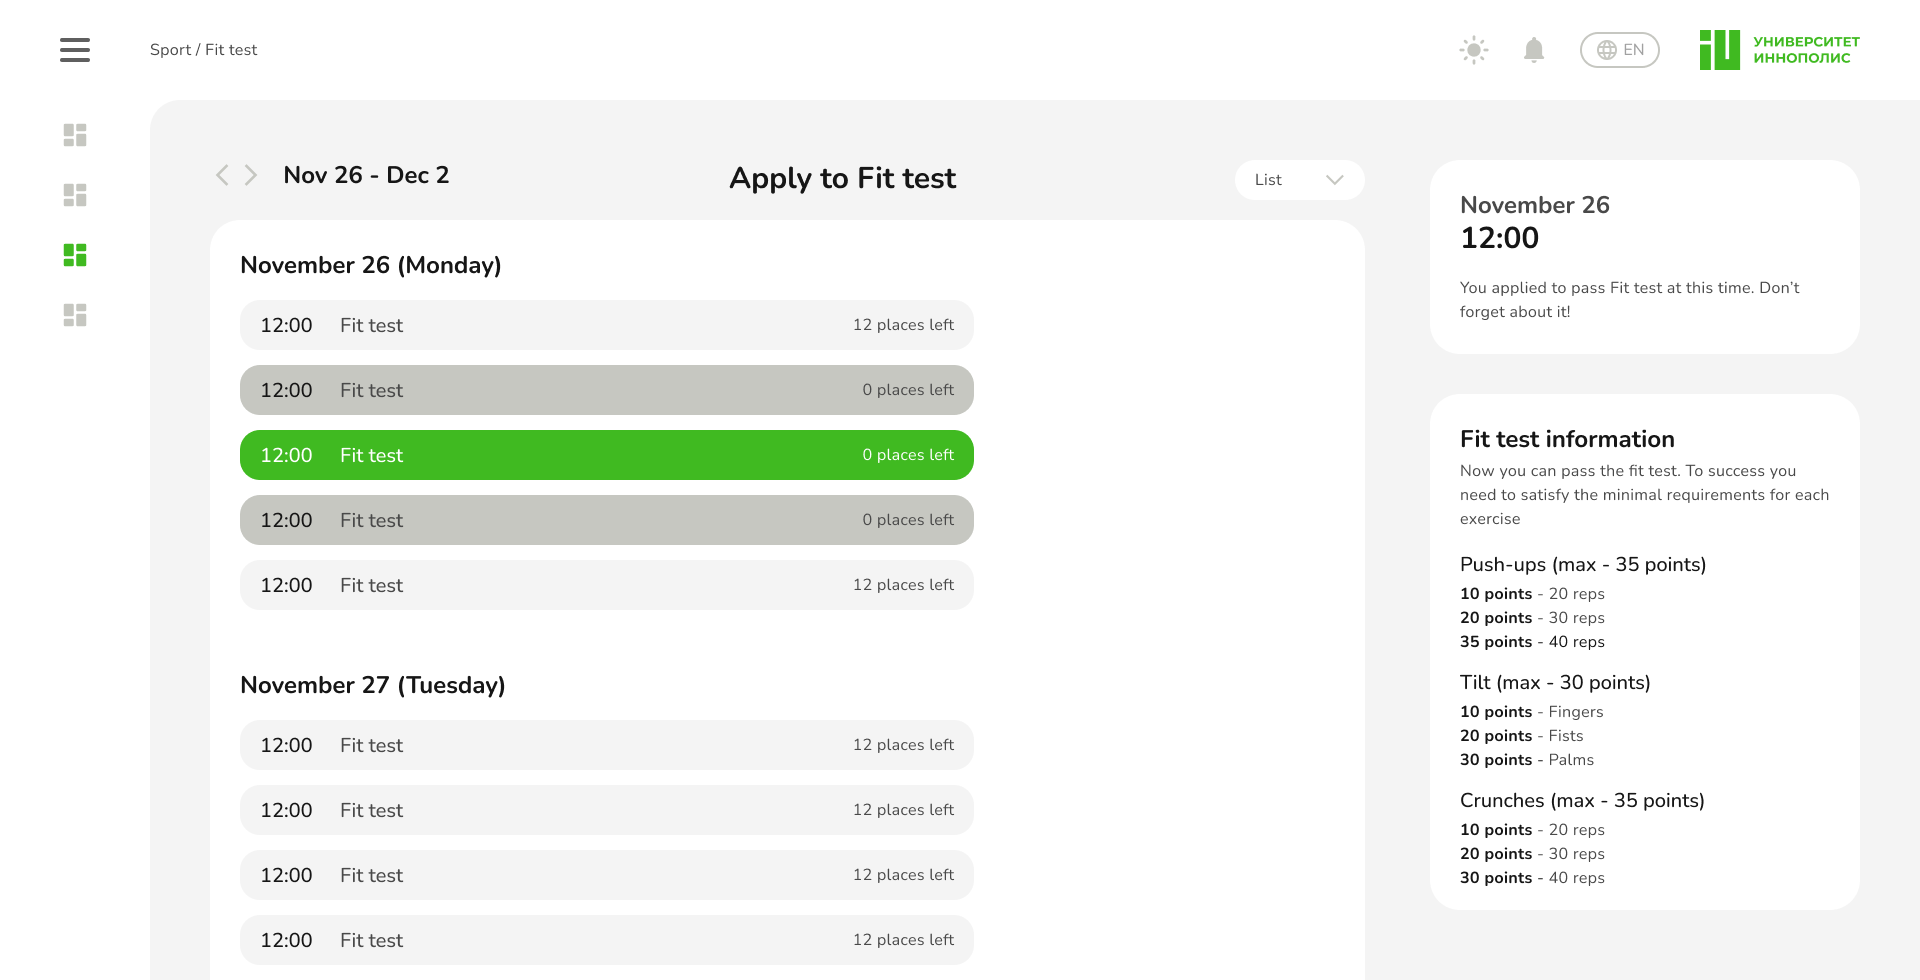 Sport / Fit test
EN
УНИВЕРСИТЕТ
ИННОПОЛИС
Nov 26 - Dec 2
Apply to Fit test
List
November 26 (Monday)
12:00 Fit test 12 places left
12:00 Fit test 0 places left
12:00 Fit test 0 places left
12:00 Fit test 0 places left
12:00 Fit test 12 places left
November 27 (Tuesday)
12:00 Fit test 12 places left
12:00 Fit test 12 places left
12:00 Fit test 12 places left
12:00 Fit test 12 places left
November 26
12:00
You applied to pass Fit test at this time. Don’t
forget about it!
Fit test information
Now you can pass the fit test. To success you
need to satisfy the minimal requirements for each
exercise
Push-ups (max - 35 points)
10 points - 20 reps
20 points - 30 reps
35 points - 40 reps
Tilt (max - 30 points)
10 points - Fingers
20 points - Fists
30 points - Palms
Crunches (max - 35 points)
10 points - 20 reps
20 points - 30 reps
30 points - 40 reps